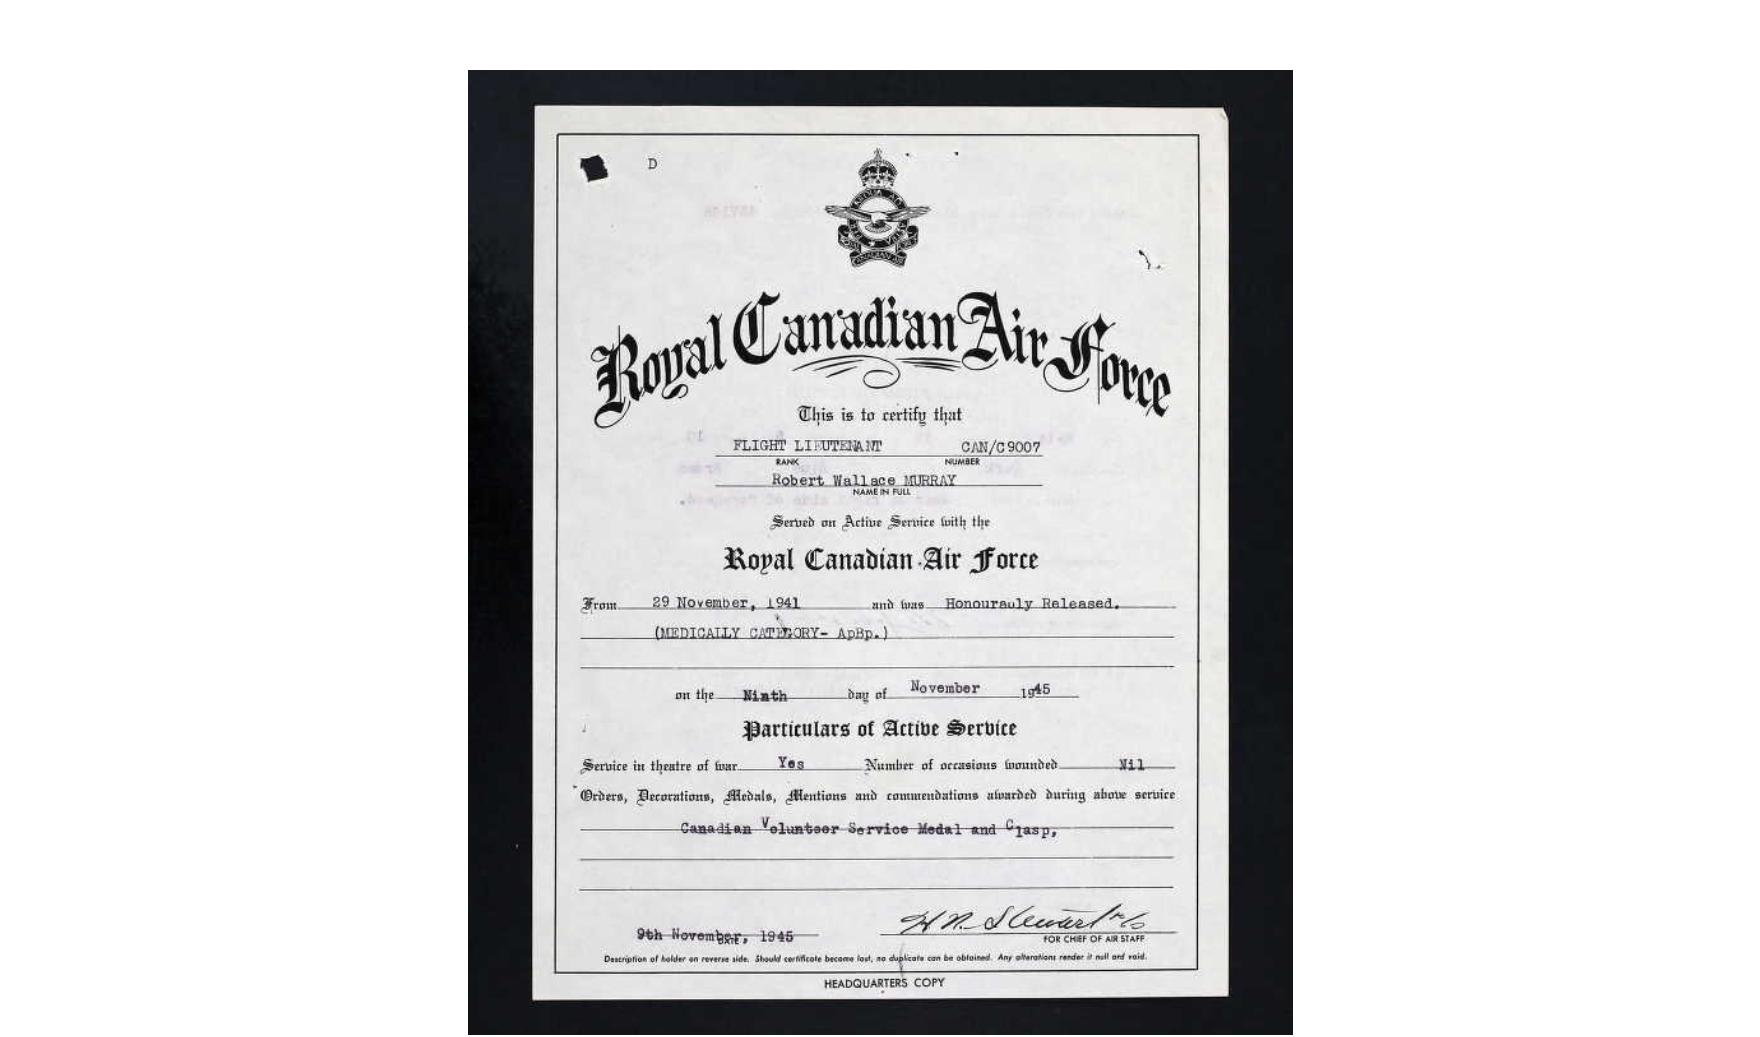 D
Royal Canadian Air Force
This is to certify that
FLIGHT LIEUTENANT CAN/C9007
RANK NUMBER
Robert Wallace MURRAY
NAME IN FULL
Served on Active Service with the
Royal Canadian Air Force
From 29 November, 1941 and was Honourauly Released.
(MEDICALLY CATEGORY- ApBp.)
on the Ninth day of November 1945
Particulars of Active Service
Service in theatre of war Yes Number of occasions wounded Nil
Orders, Decorations, Medals, Mentions and commendations awarded during above service
Canadian Volunteer Service Medal and Clasp,
H N. Stewart F/O
9th November, 1945
DATE
FOR CHIEF OF AIR STAFF
Description of holder on reverse side. Should certificate become lost, no duplicate can be obtained. Any alterations render it null and void.
HEADQUARTERS COPY